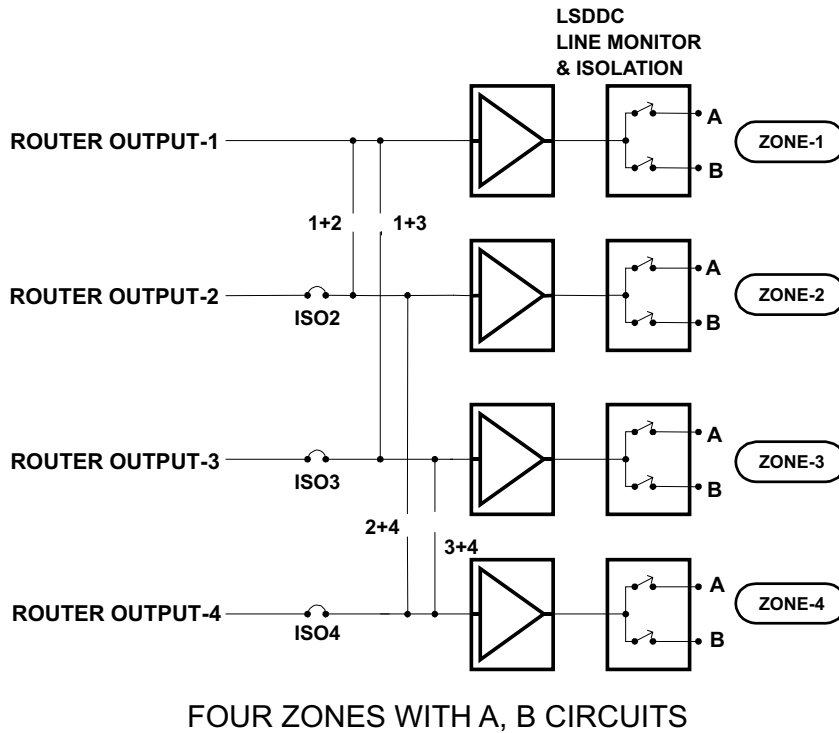 LSDDC
LINE MONITOR
& ISOLATION
ROUTER OUTPUT-1
A
B
ZONE-1
1+2
1+3
ROUTER OUTPUT-2
ISO2
A
B
ZONE-2
ROUTER OUTPUT-3
ISO3
A
B
ZONE-3
2+4
3+4
ROUTER OUTPUT-4
ISO4
A
B
ZONE-4
FOUR ZONES WITH A, B CIRCUITS